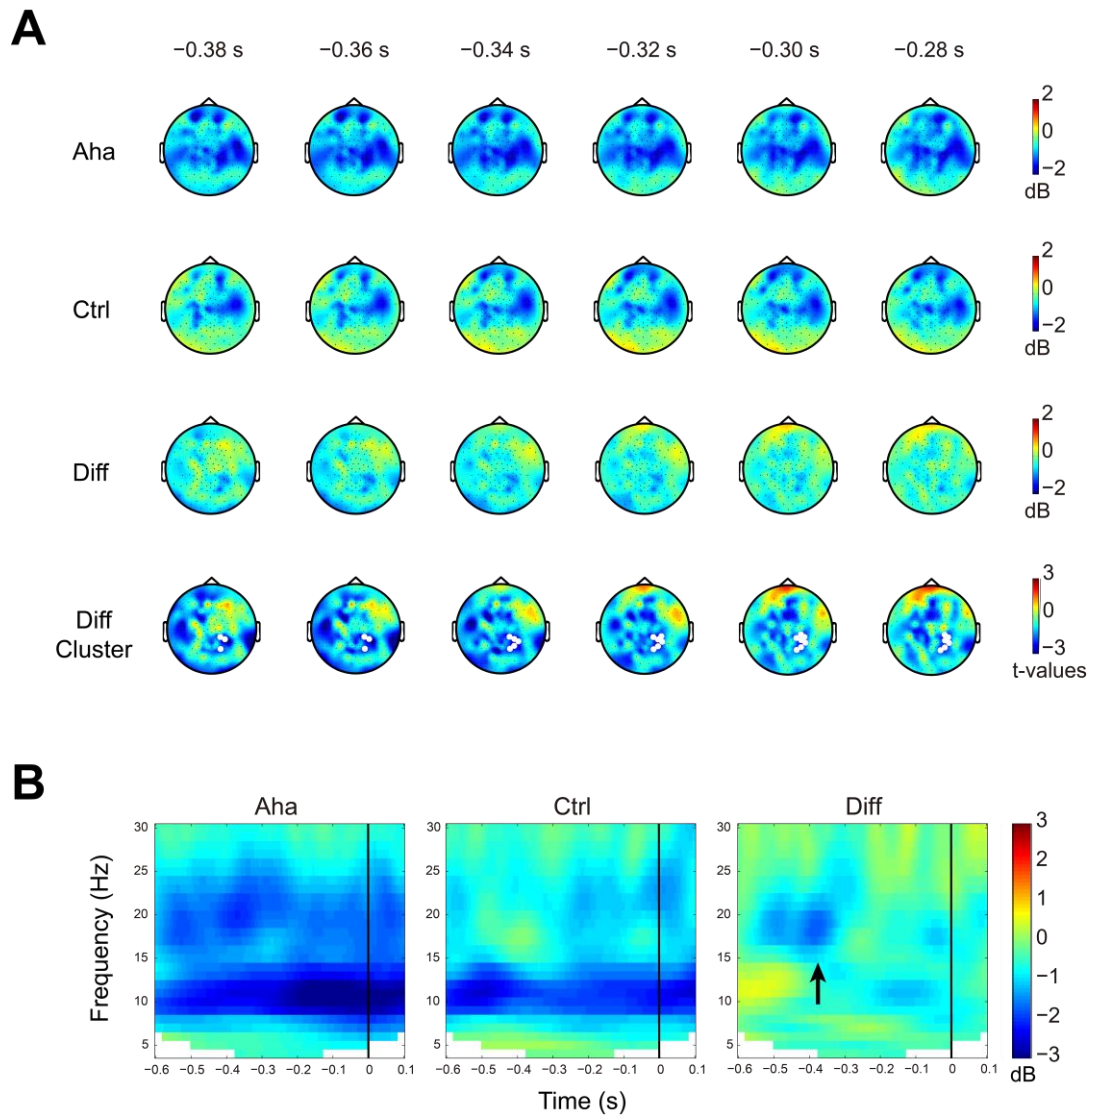 A
−0.38 s −0.36 s −0.34 s −0.32 s −0.30 s −0.28 s
Aha
2
0
−2
dB
Ctrl
2
0
−2
dB
Diff
2
0
−2
dB
Diff
Cluster
3
0
−3
t-values
B
Aha Ctrl Diff
Frequency (Hz)
30
25
20
15
10
5
−0.6 −0.5 −0.4 −0.3 −0.2 −0.1 0 0.1
30
25
20
15
10
5
−0.6 −0.5 −0.4 −0.3 −0.2 −0.1 0 0.1
30
25
20
15
10
5
−0.6 −0.5 −0.4 −0.3 −0.2 −0.1 0 0.1
3
2
1
0
−1
−2
−3
dB
Time (s)